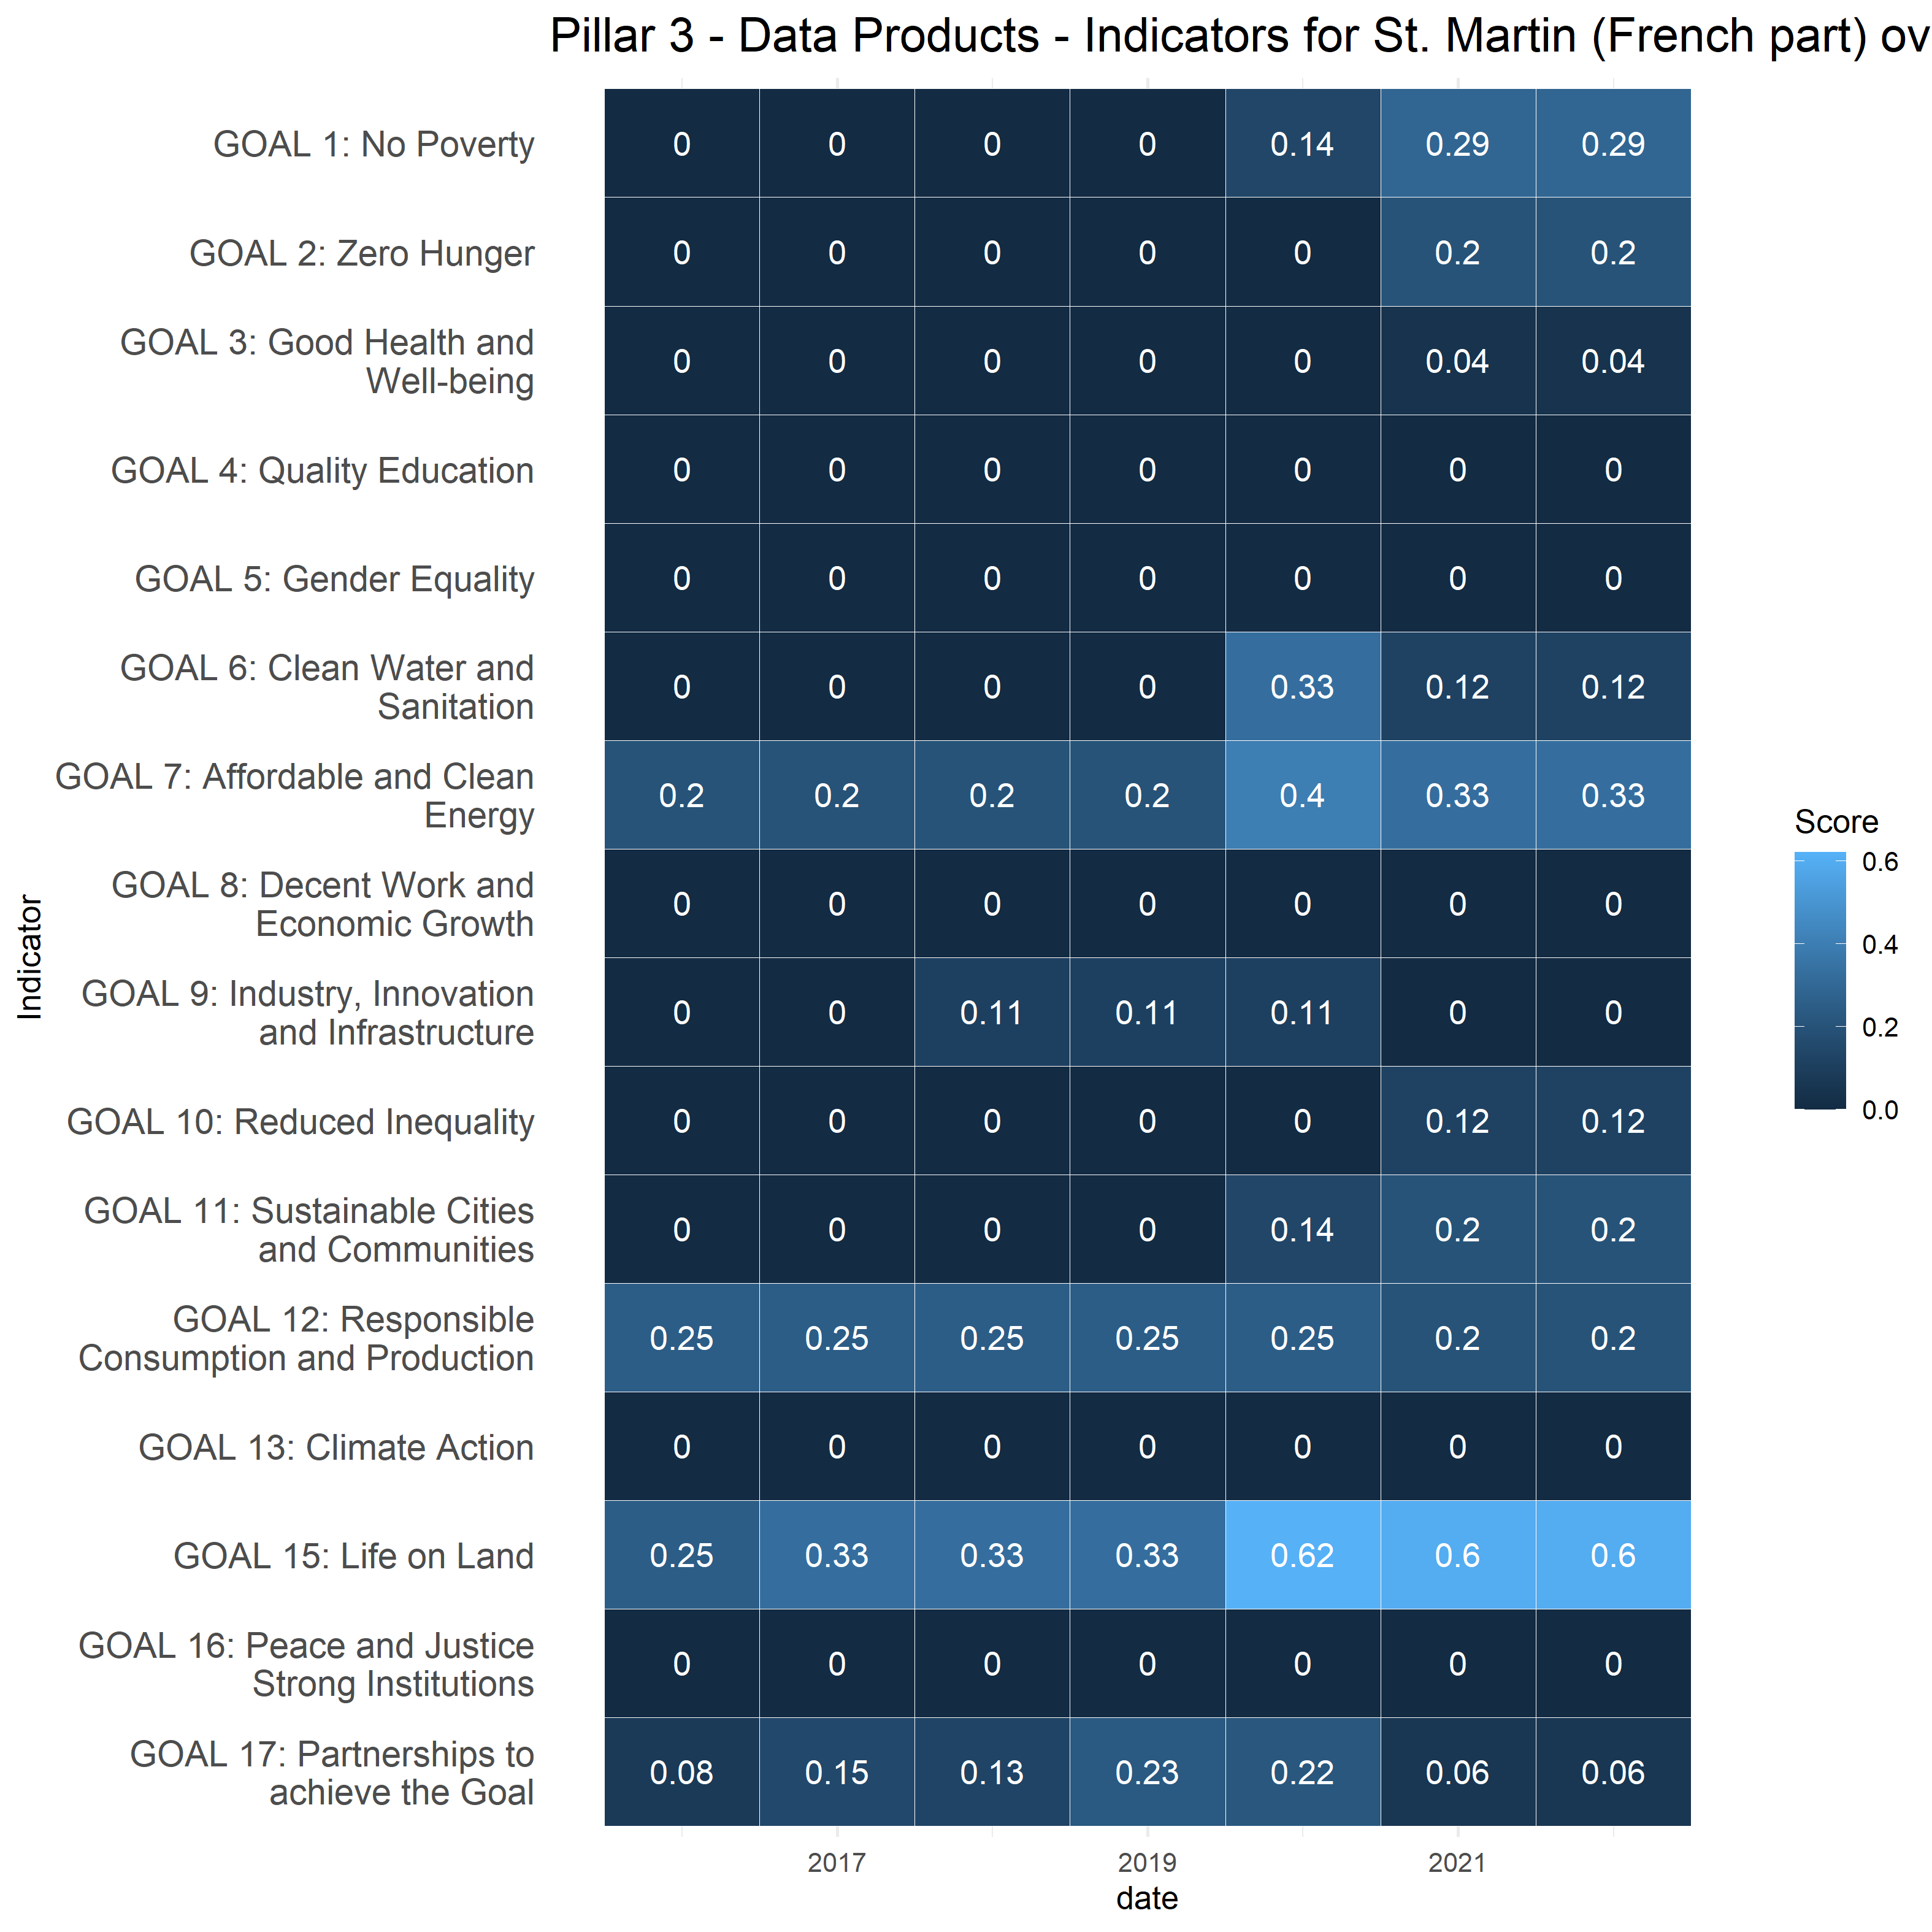 Pillar 3 - Data Products - Indicators for St. Martin (French part) ov
GOAL 1: No Poverty
0 0 0 0 0.14 0.29 0.29
GOAL 2: Zero Hunger
0 0 0 0 0 0.2 0.2
GOAL 3: Good Health and
Well-being
0 0 0 0 0 0.04 0.04
GOAL 4: Quality Education
0 0 0 0 0 0 0
GOAL 5: Gender Equality
0 0 0 0 0 0 0
GOAL 6: Clean Water and
Sanitation
0 0 0 0 0.33 0.12 0.12
GOAL 7: Affordable and Clean
Energy
0.2 0.2 0.2 0.2 0.4 0.33 0.33
GOAL 8: Decent Work and
Economic Growth
0 0 0 0 0 0 0
GOAL 9: Industry, Innovation
and Infrastructure
0 0 0.11 0.11 0.11 0 0
GOAL 10: Reduced Inequality
0 0 0 0 0 0.12 0.12
GOAL 11: Sustainable Cities
and Communities
0 0 0 0 0.14 0.2 0.2
GOAL 12: Responsible
Consumption and Production
0.25 0.25 0.25 0.25 0.25 0.2 0.2
GOAL 13: Climate Action
0 0 0 0 0 0 0
GOAL 15: Life on Land
0.25 0.33 0.33 0.33 0.62 0.6 0.6
GOAL 16: Peace and Justice
Strong Institutions
0 0 0 0 0 0 0
GOAL 17: Partnerships to
achieve the Goal
0.08 0.15 0.13 0.23 0.22 0.06 0.06
2017 2019 2021
date
Indicator
Score
0.6
0.4
0.2
0.0